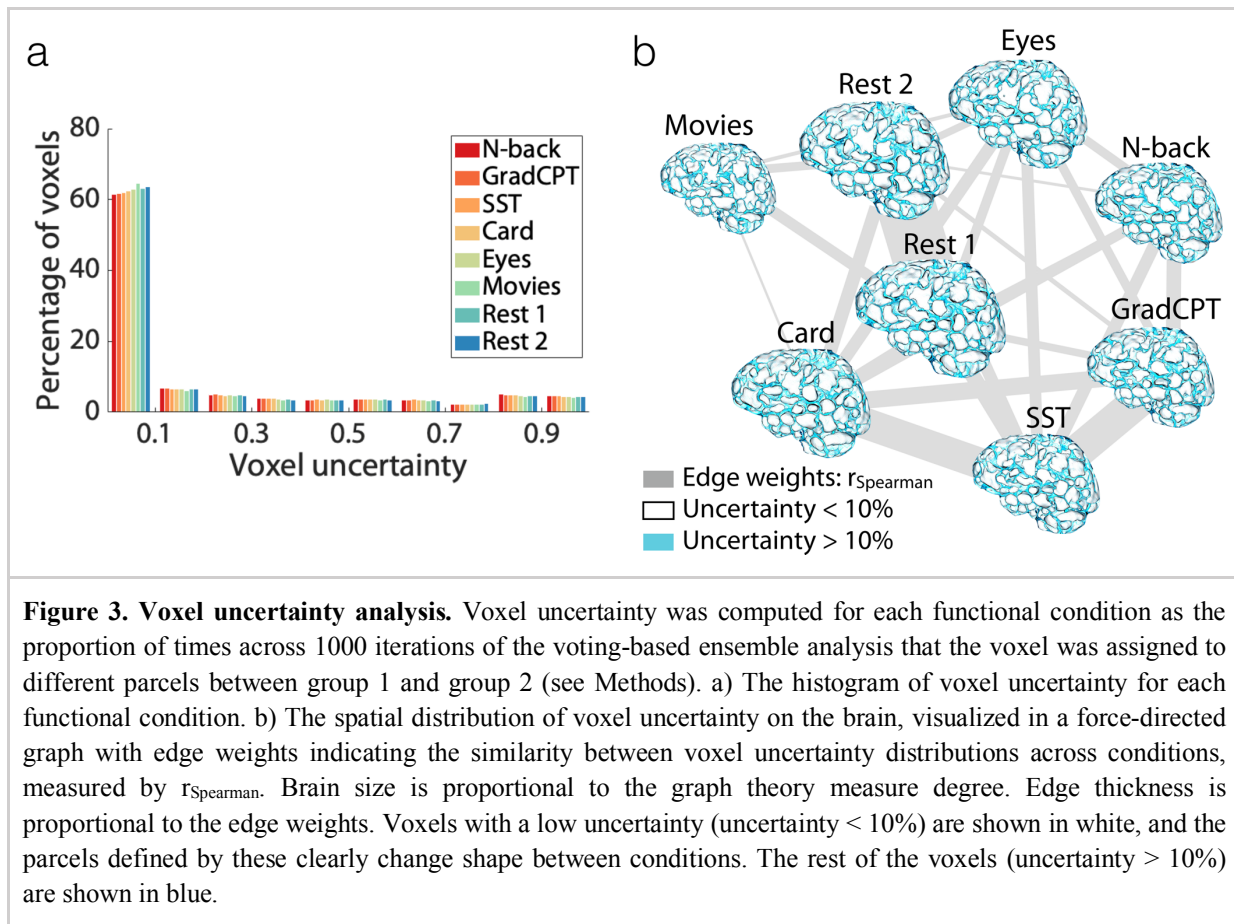 a
Percentage of voxels
80
60
40
20
0
0.1 0.3 0.5 0.7 0.9
Voxel uncertainty
N-back
GradCPT
SST
Card
Eyes
Movies
Rest 1
Rest 2
b
Eyes
Rest 2
Movies
N-back
Rest 1
GradCPT
Card
SST
Edge weights: rSpearman
Uncertainty < 10%
Uncertainty > 10%
Figure 3. Voxel uncertainty analysis. Voxel uncertainty was computed for each functional condition as the
proportion of times across 1000 iterations of the voting-based ensemble analysis that the voxel was assigned to
different parcels between group 1 and group 2 (see Methods). a) The histogram of voxel uncertainty for each
functional condition. b) The spatial distribution of voxel uncertainty on the brain, visualized in a force-directed
graph with edge weights indicating the similarity between voxel uncertainty distributions across conditions,
measured by rSpearman. Brain size is proportional to the graph theory measure degree. Edge thickness is
proportional to the edge weights. Voxels with a low uncertainty (uncertainty < 10%) are shown in white, and the
parcels defined by these clearly change shape between conditions. The rest of the voxels (uncertainty > 10%)
are shown in blue.